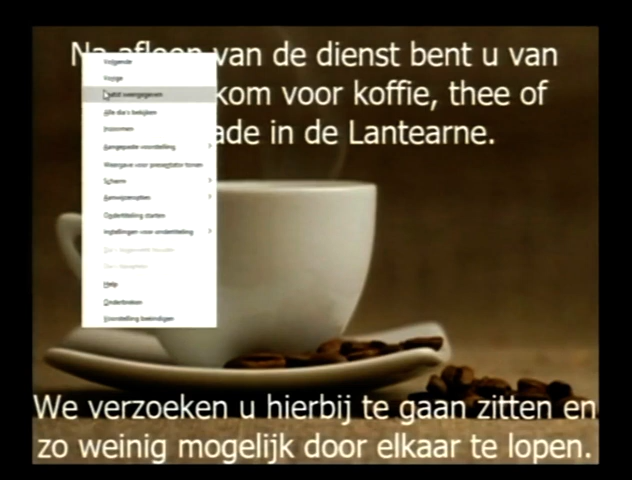 Na afloop van de dienst bent u van
kom voor koffie, thee of
ade in de Lantearne.
Volgende
Vorige
Laatst weergegeven
Alle dia's bekijken
Inzoomen
Aangepaste voorstelling
Weergave voor presentator tonen
Scherm
Aanwijzeropties
Ondertiteling starten
Instellingen voor ondertiteling
Help
Onderbreken
Voorstelling beëindigen
We verzoeken u hierbij te gaan zitten en
zo weinig mogelijk door elkaar te lopen.